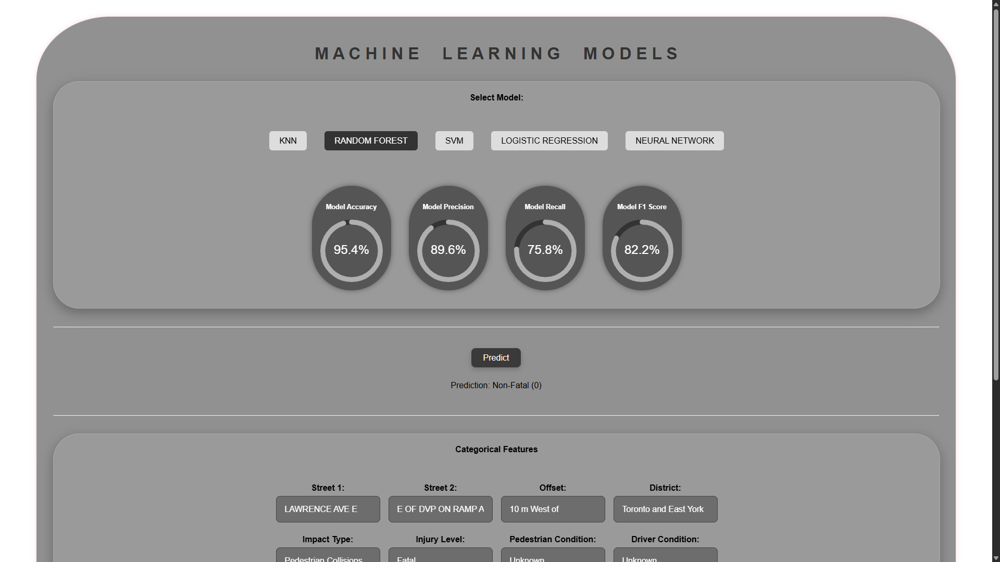 MACHINE LEARNING MODELS
Select Model:
KNN RANDOM FOREST SVM LOGISTIC REGRESSION NEURAL NETWORK
Model Accuracy Model Precision Model Recall Model F1 Score
95.4% 89.6% 75.8% 82.2%
Predict
Prediction: Non-Fatal (0)
Categorical Features
Street 1: Street 2: Offset: District:
LAWRENCE AVE E E OF DVP ON RAMP A 10 m West of Toronto and East York
Impact Type: Injury Level: Pedestrian Condition: Driver Condition:
Pedestrian Collisions Fatal Unknown Unknown